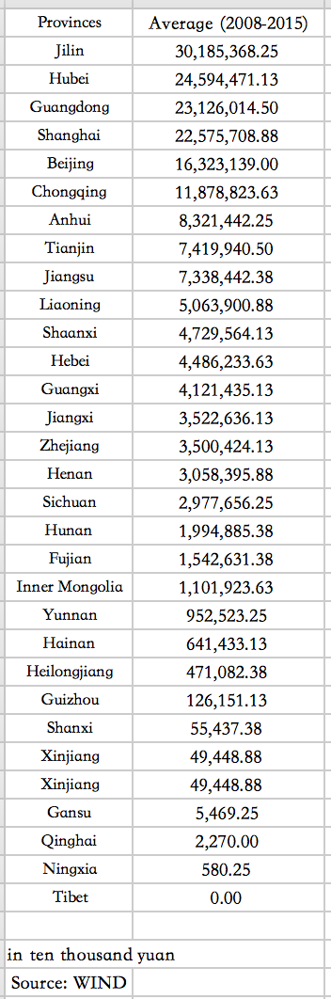 Provinces Average (2008-2015)
Jilin 30,185,368.25
Hubei 24,594,471.13
Guangdong 23,126,014.50
Shanghai 22,575,708.88
Beijing 16,323,139.00
Chongqing 11,878,823.63
Anhui 8,321,442.25
Tianjin 7,419,940.50
Jiangsu 7,338,442.38
Liaoning 5,063,900.88
Shaanxi 4,729,564.13
Hebei 4,486,233.63
Guangxi 4,121,435.13
Jiangxi 3,522,636.13
Zhejiang 3,500,424.13
Henan 3,058,395.88
Sichuan 2,977,656.25
Hunan 1,994,885.38
Fujian 1,542,631.38
Inner Mongolia 1,101,923.63
Yunnan 952,523.25
Hainan 641,433.13
Heilongjiang 471,082.38
Guizhou 126,151.13
Shanxi 55,437.38
Xinjiang 49,448.88
Xinjiang 49,448.88
Gansu 5,469.25
Qinghai 2,270.00
Ningxia 580.25
Tibet 0.00
in ten thousand yuan
Source: WIND